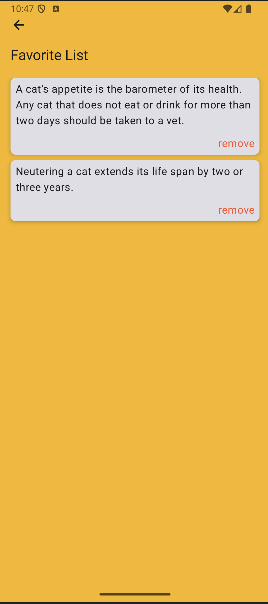 10:47
Favorite List
A cat's appetite is the barometer of its health.
Any cat that does not eat or drink for more than
two days should be taken to a vet.
remove
Neutering a cat extends its life span by two or
three years.
remove